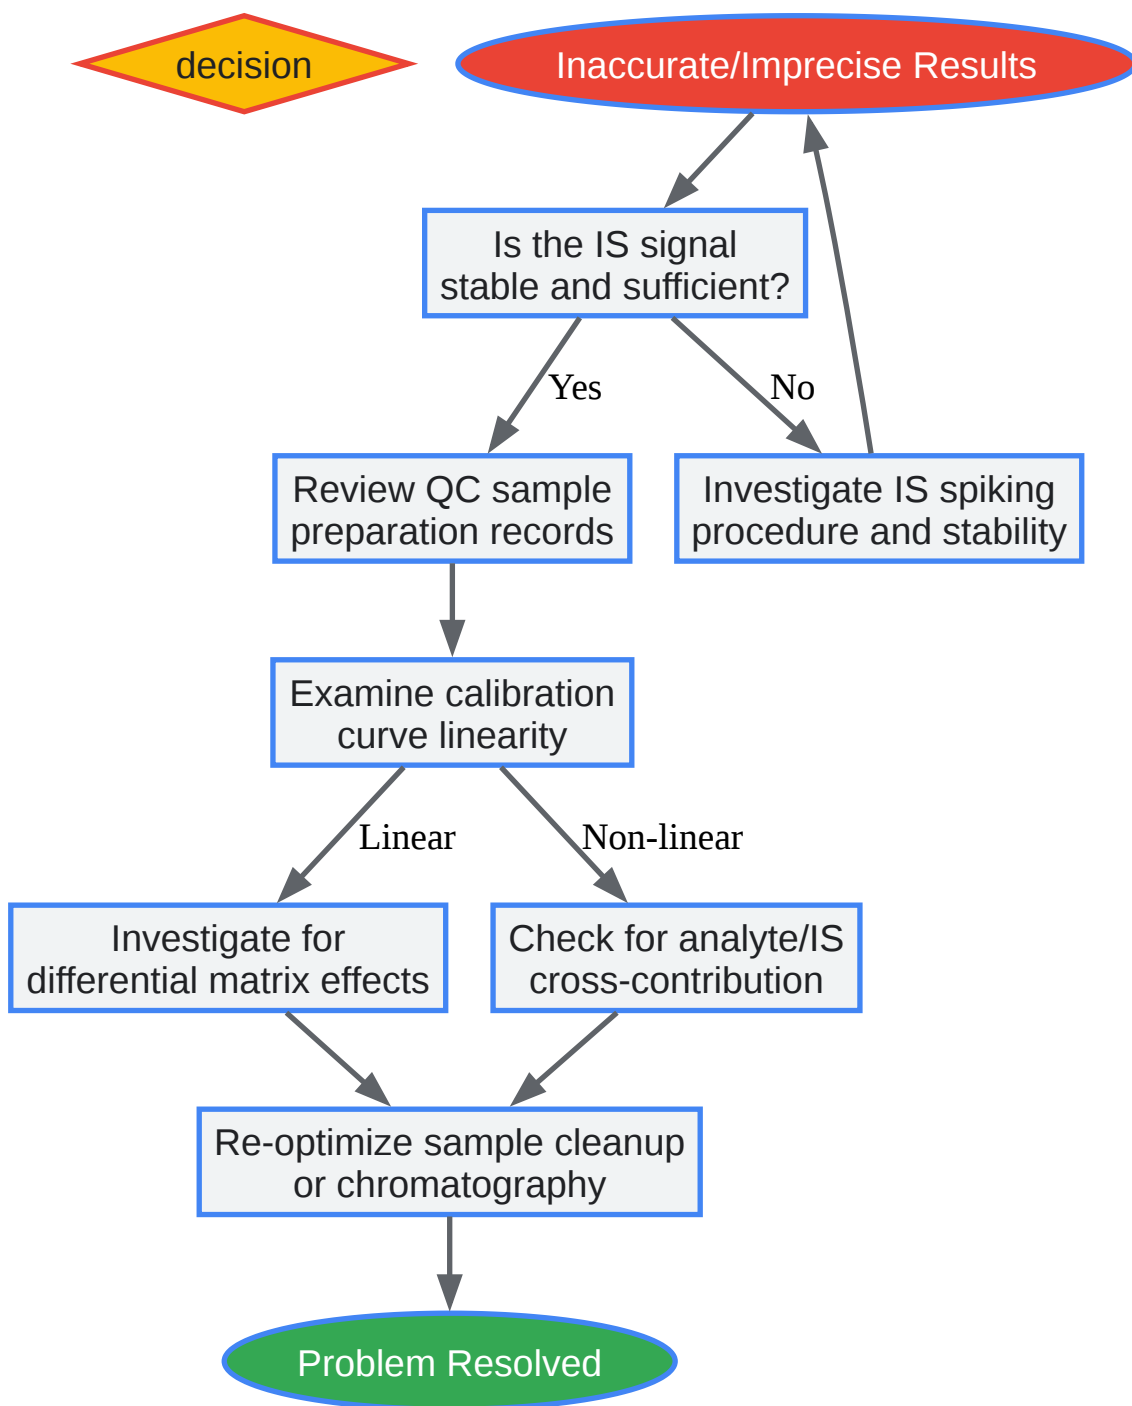 decision
Inaccurate/Imprecise Results
Is the IS signal
stable and sufficient?
Yes
No
Review QC sample
preparation records
Investigate IS spiking
procedure and stability
Examine calibration
curve linearity
Linear
Non-linear
Investigate for
differential matrix effects
Check for analyte/IS
cross-contribution
Re-optimize sample cleanup
or chromatography
Problem Resolved